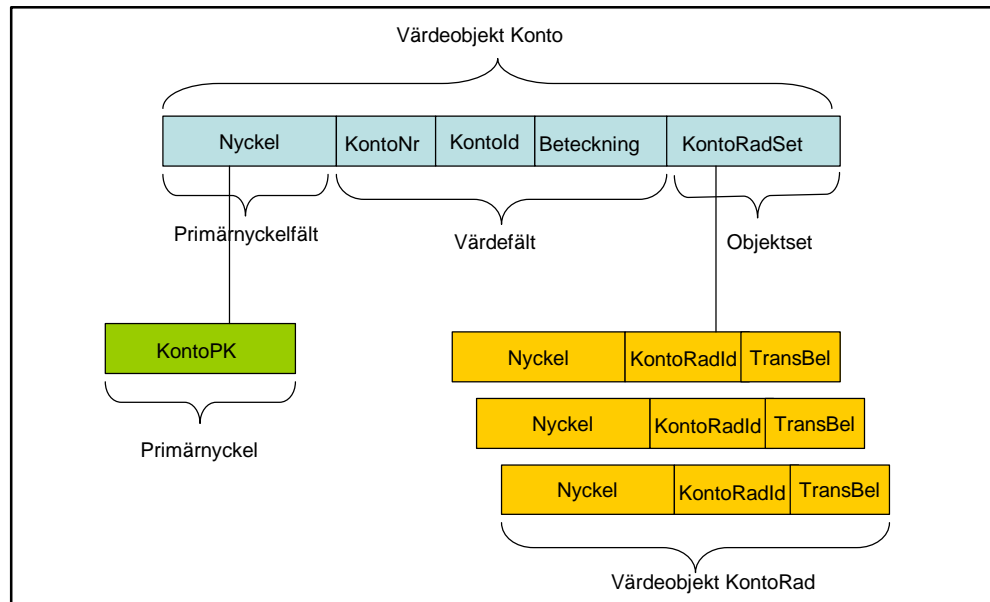 Värdeobjekt Konto
Nyckel KontoNr KontoId Beteckning KontoRadSet
Primärnyckelfält Värdefält Objektset
KontoPK
Nyckel KontoRadId TransBel
Nyckel KontoRadId TransBel
Primärnyckel
Nyckel KontoRadId TransBel
Värdeobjekt KontoRad